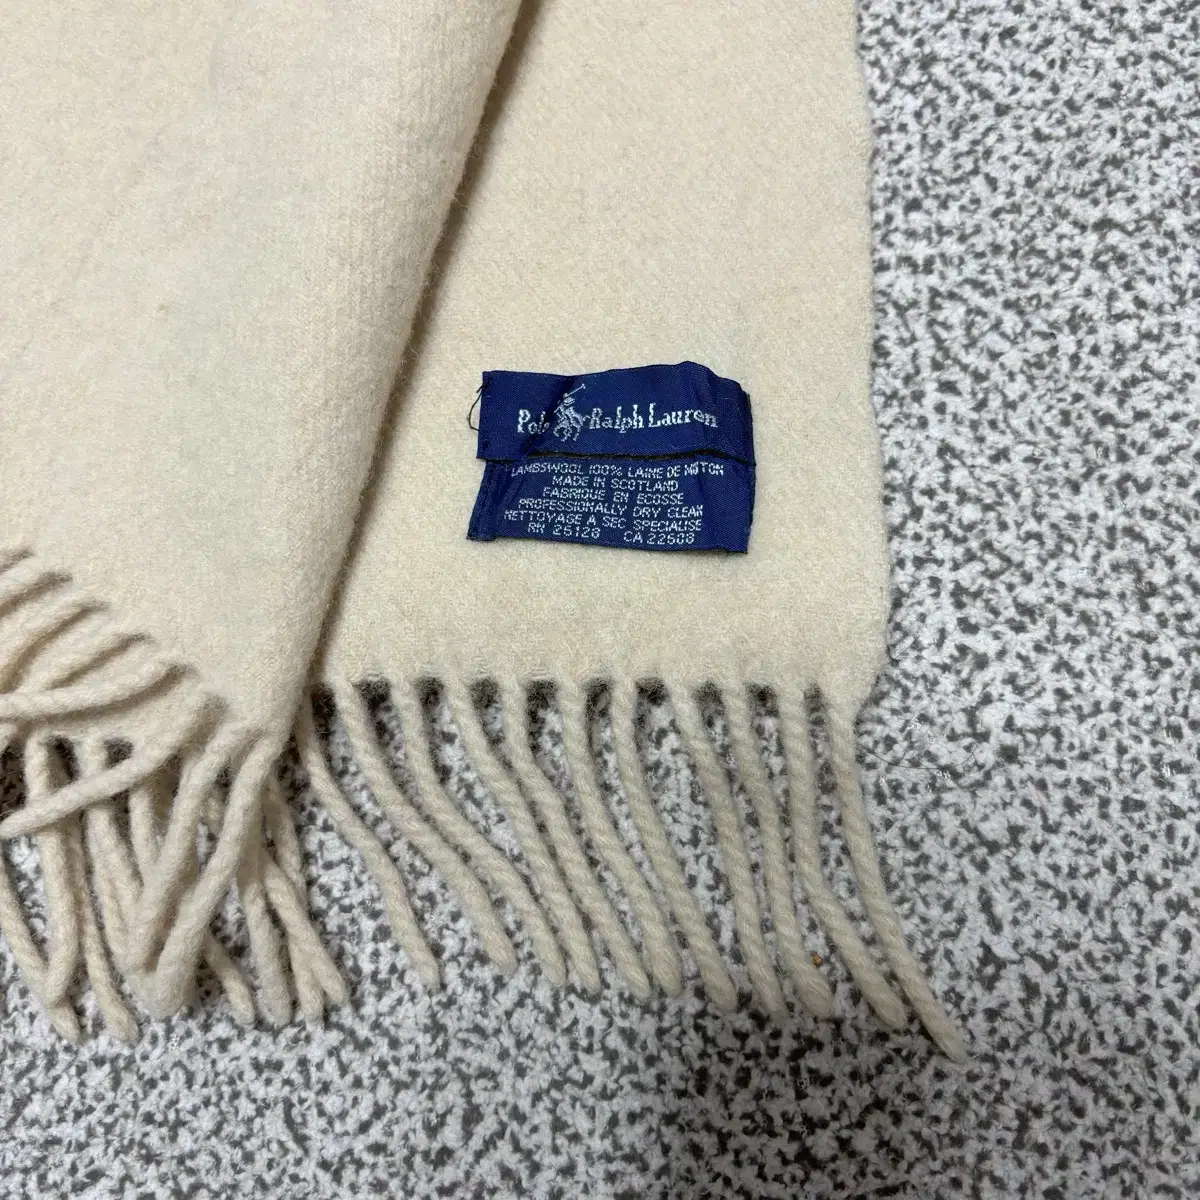 Polo Ralph Lauren
LAMBSWOOL 100% LAINE DE MOUTON
MADE IN SCOTLAND
FABRIQUE EN ECOSSE
PROFESSIONALLY DRY CLEAN
NETTOYAGE A SEC SPECIALISE
RN 26128 CA 22508